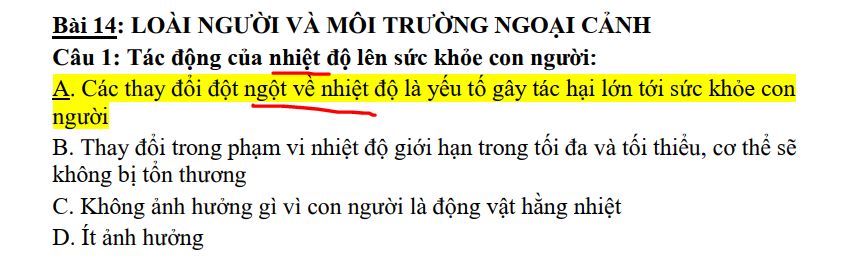 Bài 14: LOÀI NGƯỜI VÀ MÔI TRƯỜNG NGOẠI CẢNH
Câu 1: Tác động của nhiệt độ lên sức khỏe con người:
A. Các thay đổi đột ngột về nhiệt độ là yếu tố gây tác hại lớn tới sức khỏe con
người
B. Thay đổi trong phạm vi nhiệt độ giới hạn trong tối đa và tối thiểu, cơ thể sẽ
không bị tổn thương
C. Không ảnh hưởng gì vì con người là động vật hằng nhiệt
D. Ít ảnh hưởng